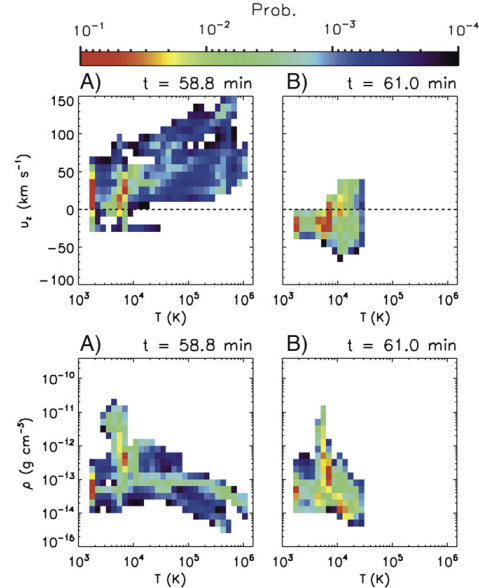 Prob.
10⁻¹ 10⁻² 10⁻³ 10⁻⁴
A) t = 58.8 min B) t = 61.0 min
150
100
50
0
−50
−100
u_z (km s⁻¹)
10³ 10⁴ 10⁵ 10⁶ 10³ 10⁴ 10⁵ 10⁶
T (K) T (K)
A) t = 58.8 min B) t = 61.0 min
10⁻¹⁰
10⁻¹¹
10⁻¹²
10⁻¹³
10⁻¹⁴
10⁻¹⁵
ρ (g cm⁻³)
10³ 10⁴ 10⁵ 10⁶ 10³ 10⁴ 10⁵ 10⁶
T (K) T (K)